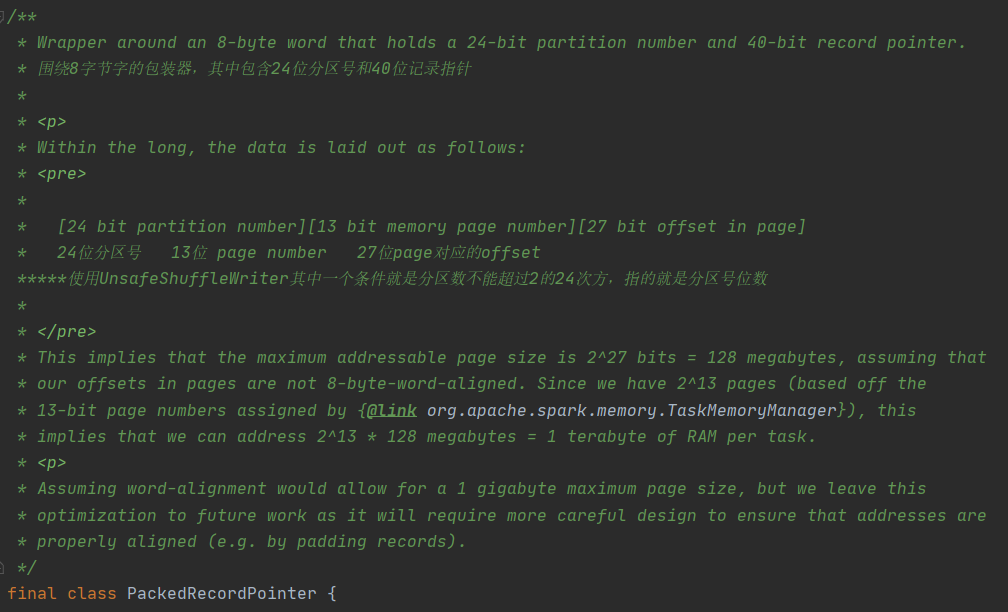 /**
* Wrapper around an 8-byte word that holds a 24-bit partition number and 40-bit record pointer.
* 围绕8字节字的包装器，其中包含24位分区号和40位记录指针
*
* <p>
* Within the long, the data is laid out as follows:
* <pre>
*
* [24 bit partition number][13 bit memory page number][27 bit offset in page]
* 24位分区号 13位 page number 27位page对应的offset
*****使用UnsafeShuffleWriter其中一个条件就是分区数不能超过2的24次方，指的就是分区号位数
*
* </pre>
* This implies that the maximum addressable page size is 2^27 bits = 128 megabytes, assuming that
* our offsets in pages are not 8-byte-word-aligned. Since we have 2^13 pages (based off the
* 13-bit page numbers assigned by {@link org.apache.spark.memory.TaskMemoryManager}), this
* implies that we can address 2^13 * 128 megabytes = 1 terabyte of RAM per task.
* <p>
* Assuming word-alignment would allow for a 1 gigabyte maximum page size, but we leave this
* optimization to future work as it will require more careful design to ensure that addresses are
* properly aligned (e.g. by padding records).
*/
final class PackedRecordPointer {